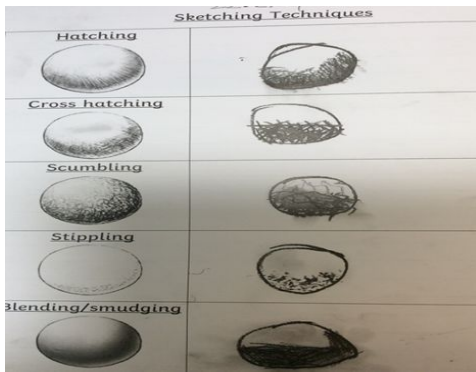 Sketching Techniques
Hatching
Cross hatching
Scumbling
Stippling
Blending/smudging